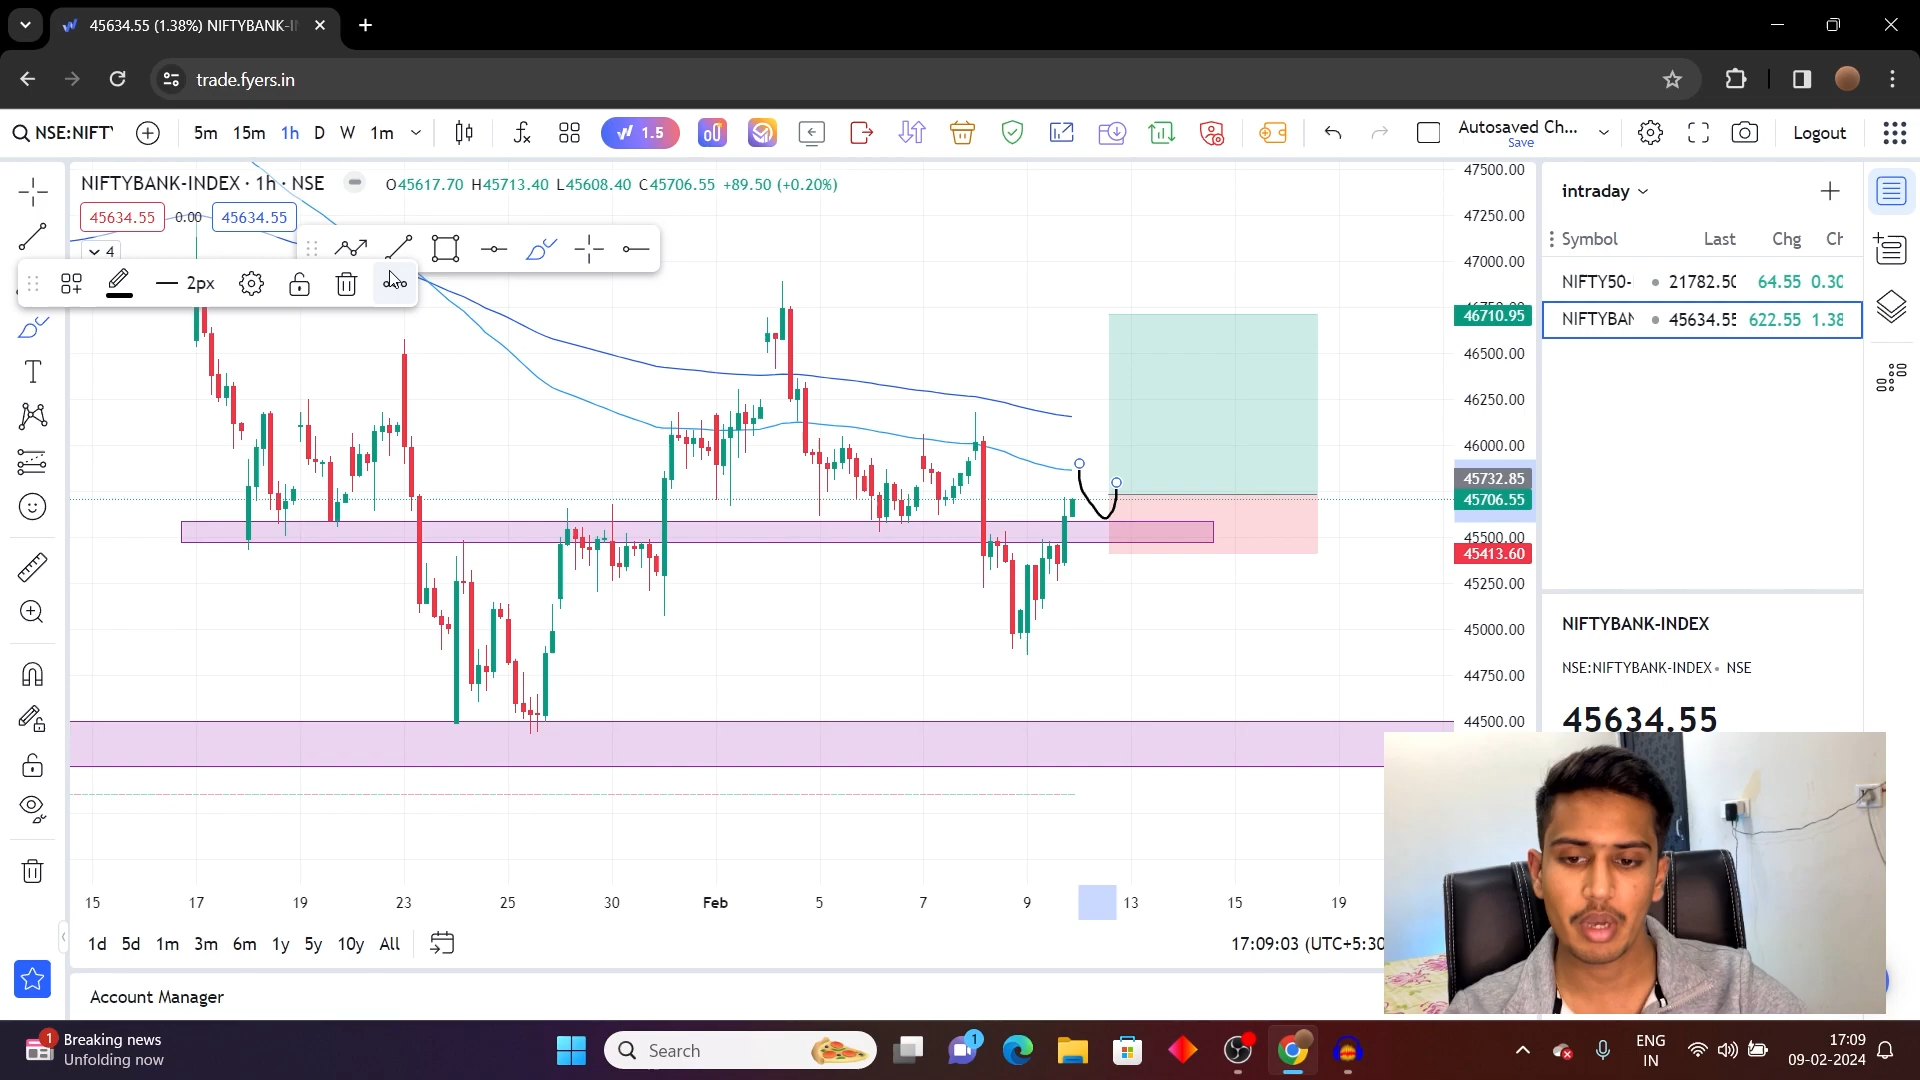 45634.55 (1.38%) NIFTYBANK-IN
trade.fyers.in
NSE:NIFTY
5m 15m 1h D W 1m
1.5
Autosaved Ch...
Save
Logout
NIFTYBANK-INDEX · 1h · NSE
O45617.70 H45713.40 L45608.40 C45706.55 +89.50 (+0.20%)
45634.55 0.00 45634.55
4
2px
T
47500.00
47250.00
47000.00
46710.95
46500.00
46250.00
46000.00
45732.85
45706.55
45500.00
45413.60
45250.00
45000.00
44750.00
44500.00
15 17 19 23 25 30 Feb 5 7 9 13 15 19
1d 5d 1m 3m 6m 1y 5y 10y All
17:09:03 (UTC+5:30
Account Manager
intraday
Symbol Last Chg Ch
NIFTY50- 21782.50 64.55 0.30
NIFTYBAN 45634.55 622.55 1.38
NIFTYBANK-INDEX
NSE:NIFTYBANK-INDEX • NSE
45634.55
1
Breaking news
Unfolding now
Search
1
ENG
IN
17:09
09-02-2024